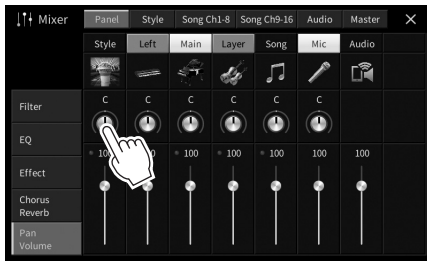 Mixer
Panel Style Song Ch1-8 Song Ch9-16 Audio Master
Style Left Main Layer Song Mic Audio
Filter
EQ
Effect
Chorus
Reverb
Pan
Volume
C C C C C C
100 100 100 100 100 100